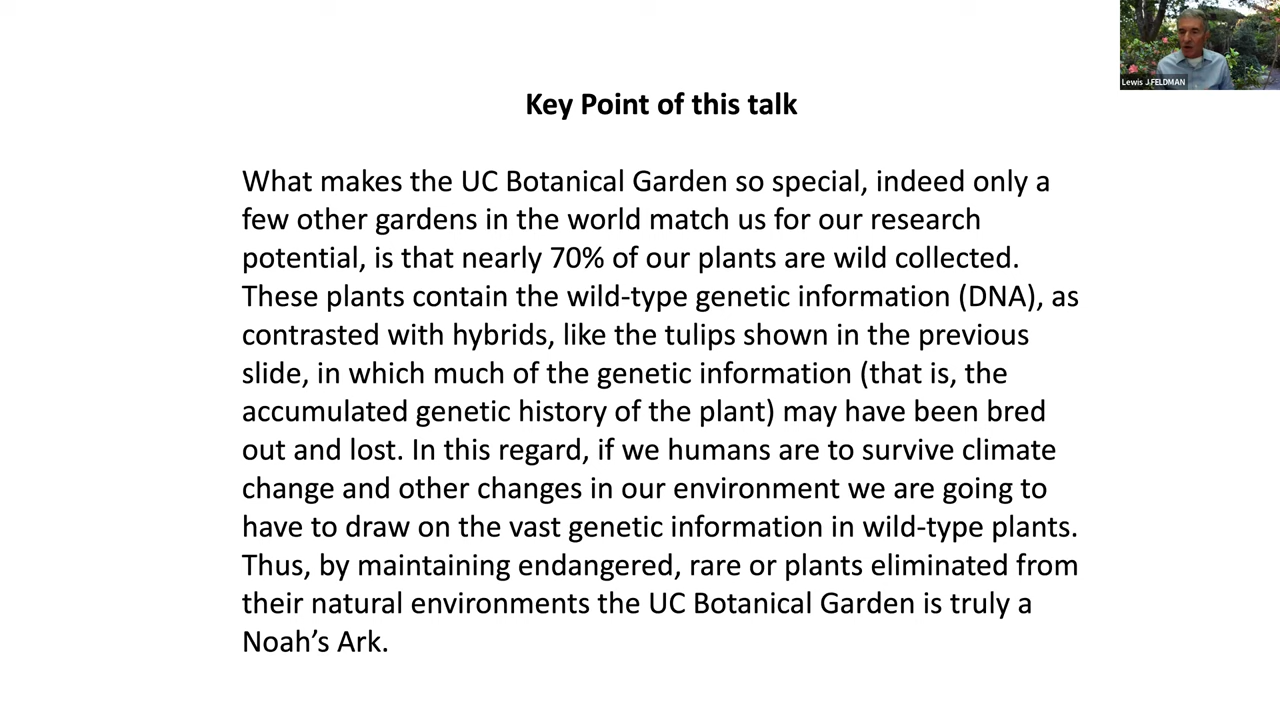 Key Point of this talk
What makes the UC Botanical Garden so special, indeed only a
few other gardens in the world match us for our research
potential, is that nearly 70% of our plants are wild collected.
These plants contain the wild-type genetic information (DNA), as
contrasted with hybrids, like the tulips shown in the previous
slide, in which much of the genetic information (that is, the
accumulated genetic history of the plant) may have been bred
out and lost. In this regard, if we humans are to survive climate
change and other changes in our environment we are going to
have to draw on the vast genetic information in wild-type plants.
Thus, by maintaining endangered, rare or plants eliminated from
their natural environments the UC Botanical Garden is truly a
Noah's Ark.
Lewis J.FELDMAN